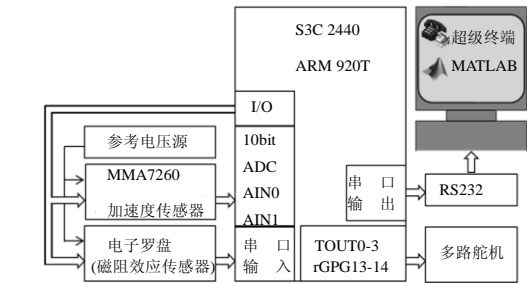 S3C 2440
ARM 920T
超级终端
MATLAB
I/O
参考电压源
10bit
ADC
AIN0
AIN1
MMA7260
加速度传感器
串 口
输 出
RS232
电子罗盘
(磁阻效应传感器)
串 口
输 入
TOUT0-3
rGPG13-14
多路舵机